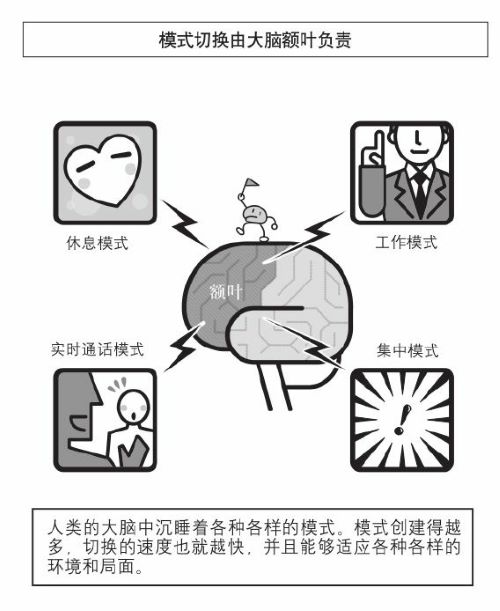 模式切换由大脑额叶负责
休息模式
工作模式
额叶
实时通话模式
集中模式
人类的大脑中沉睡着各种各样的模式。模式创建得越
多，切换的速度也就越快，并且能够适应各种各样的
环境和局面。